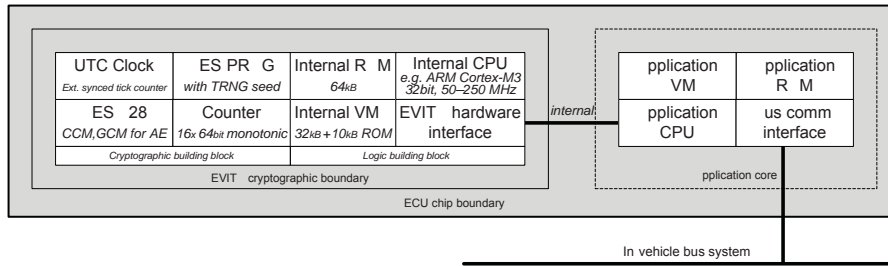 UTC Clock
Ext. synced tick counter
ES PR G
with TRNG seed
Internal R M
64kB
Internal CPU
e.g. ARM Cortex-M3
32bit, 50–250 MHz
ES 28
CCM,GCM for AE
Counter
16x 64bit monotonic
Internal VM
32kB+10kB ROM
EVIT hardware
interface
Cryptographic building block
Logic building block
EVIT cryptographic boundary
internal
pplication
VM
pplication
R M
pplication
CPU
us comm
interface
pplication core
ECU chip boundary
In vehicle bus system